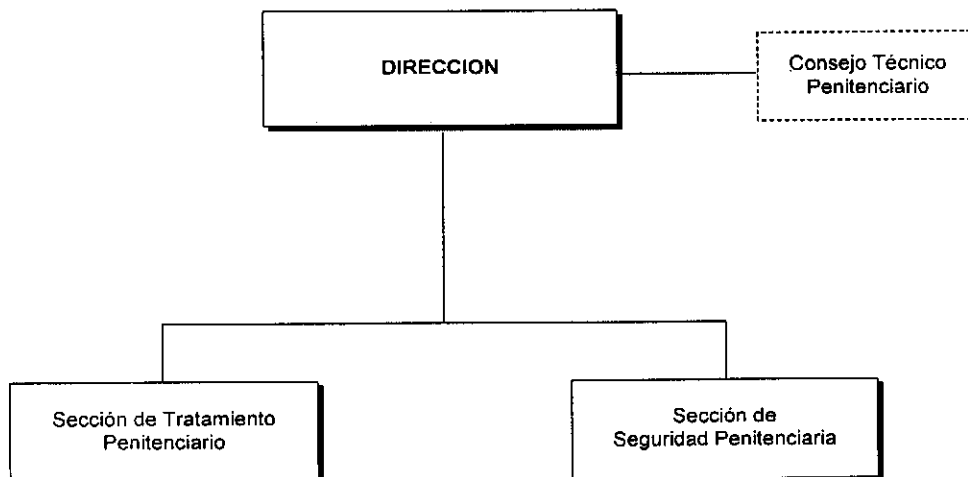 DIRECCION
Consejo Técnico
Penitenciario
Sección de Tratamiento
Penitenciario
Sección de
Seguridad Penitenciaria